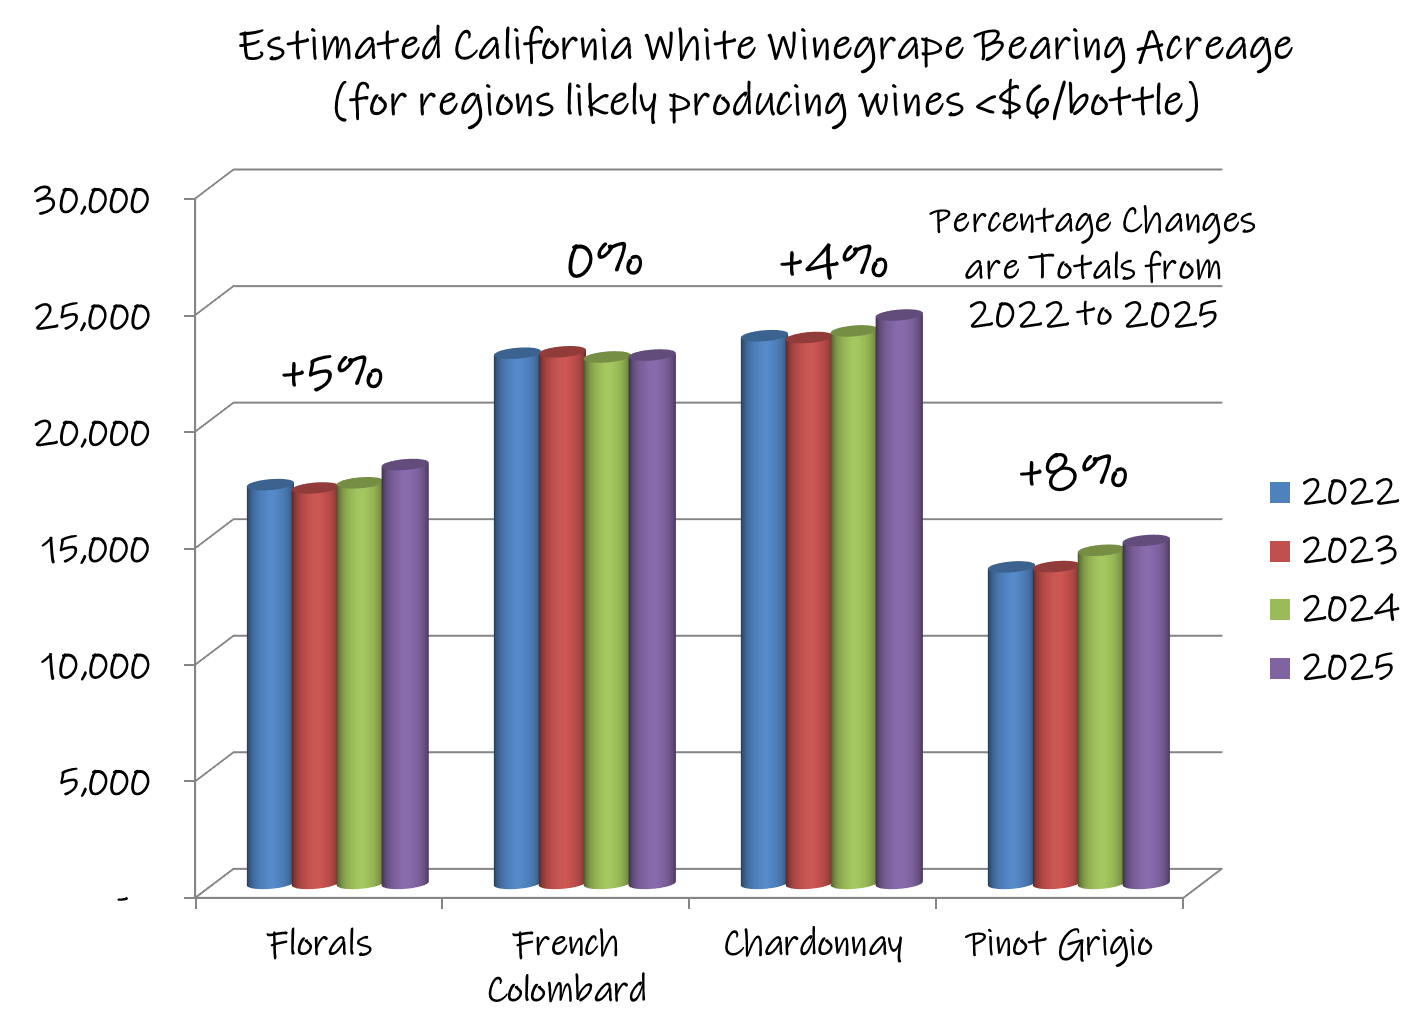 Estimated California White Winegrape Bearing Acreage
(for regions likely producing wines <$6/bottle)
30,000
25,000
20,000
15,000
10,000
5,000
-
+5%
0%
+4%
+8%
Percentage Changes
are Totals from
2022 to 2025
2022
2023
2024
2025
Florals
French
Colombard
Chardonnay
Pinot Grigio